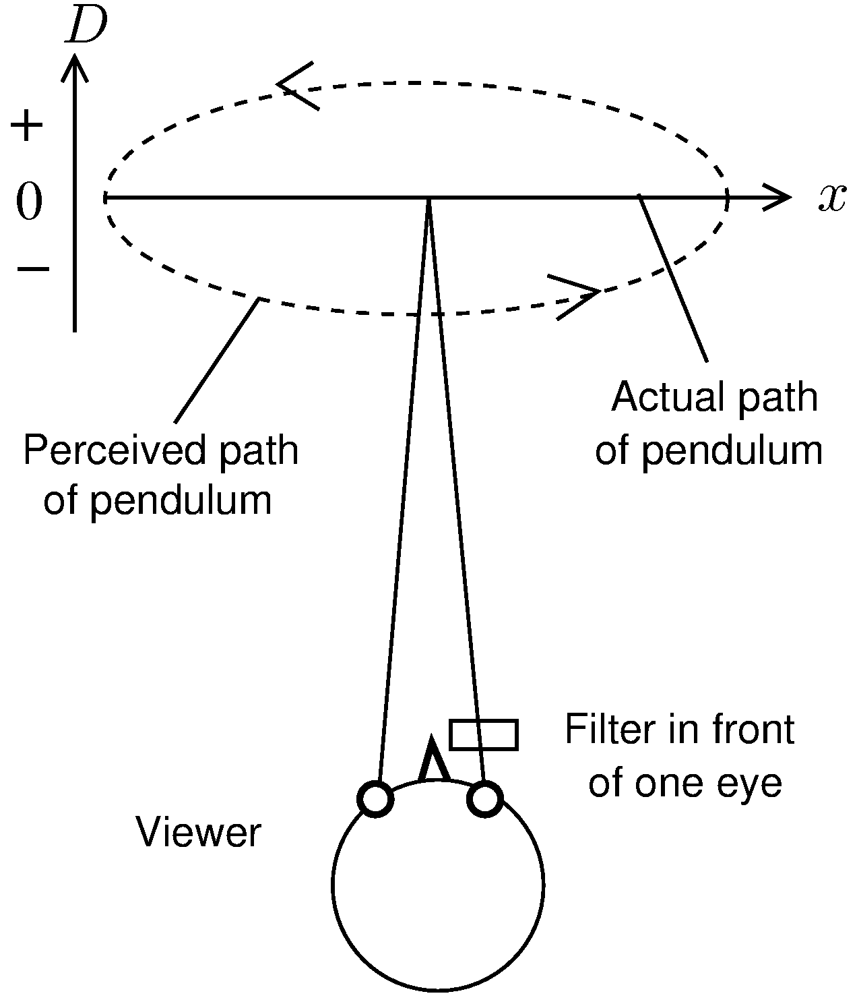 D
+
0
x
−
Actual path
of pendulum
Perceived path
of pendulum
Filter in front
of one eye
Viewer